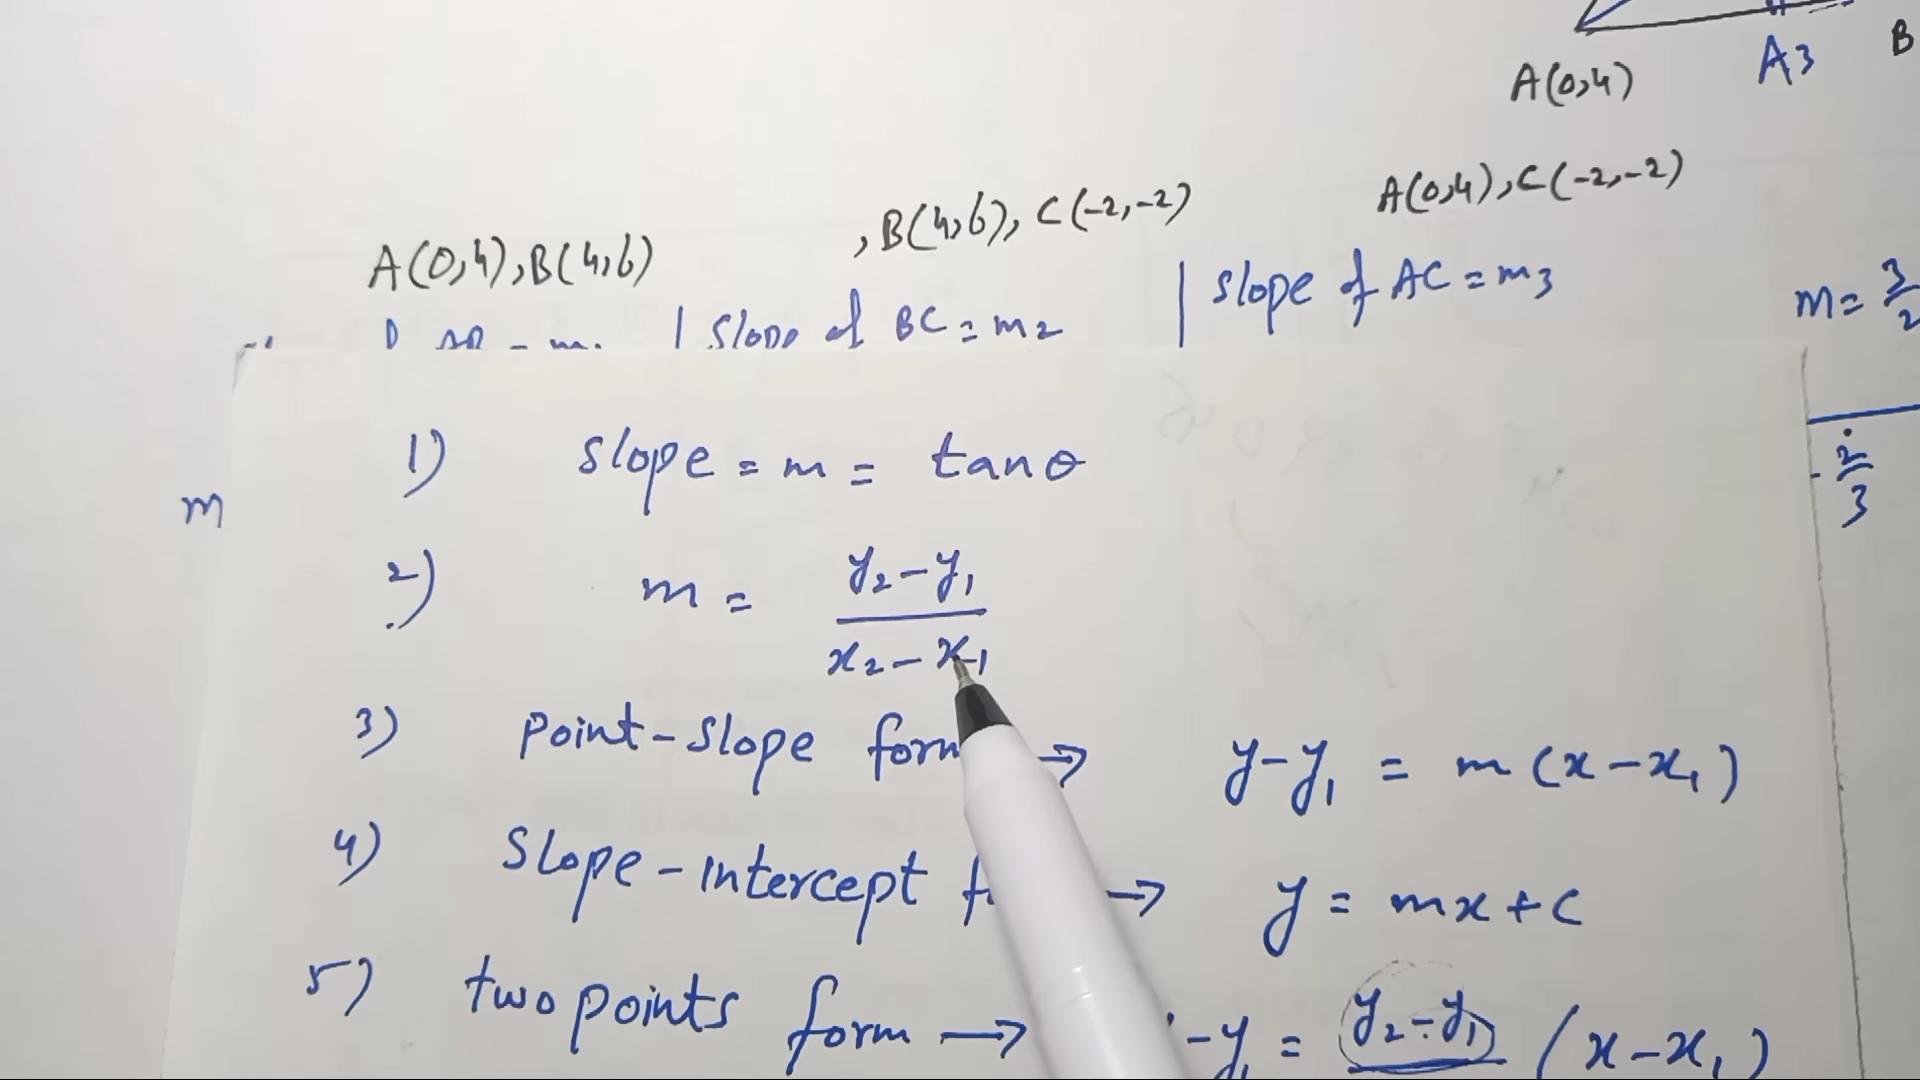 A(0,4) A3 B
A(0,4),B(4,6) ,B(4,6), C(-2,-2) A(0,4),C(-2,-2)
| Slope of BC = m2 | slope of AC = m3 m = 3/2
1) slope = m = tanθ
m - 2/3
2) m = (y2 - y1)/(x2 - x1)
3) point-slope form → y-y1 = m(x-x1)
4) Slope-intercept → y = mx+c
5) two points form → -y1 = y2-y1 (x-x1)